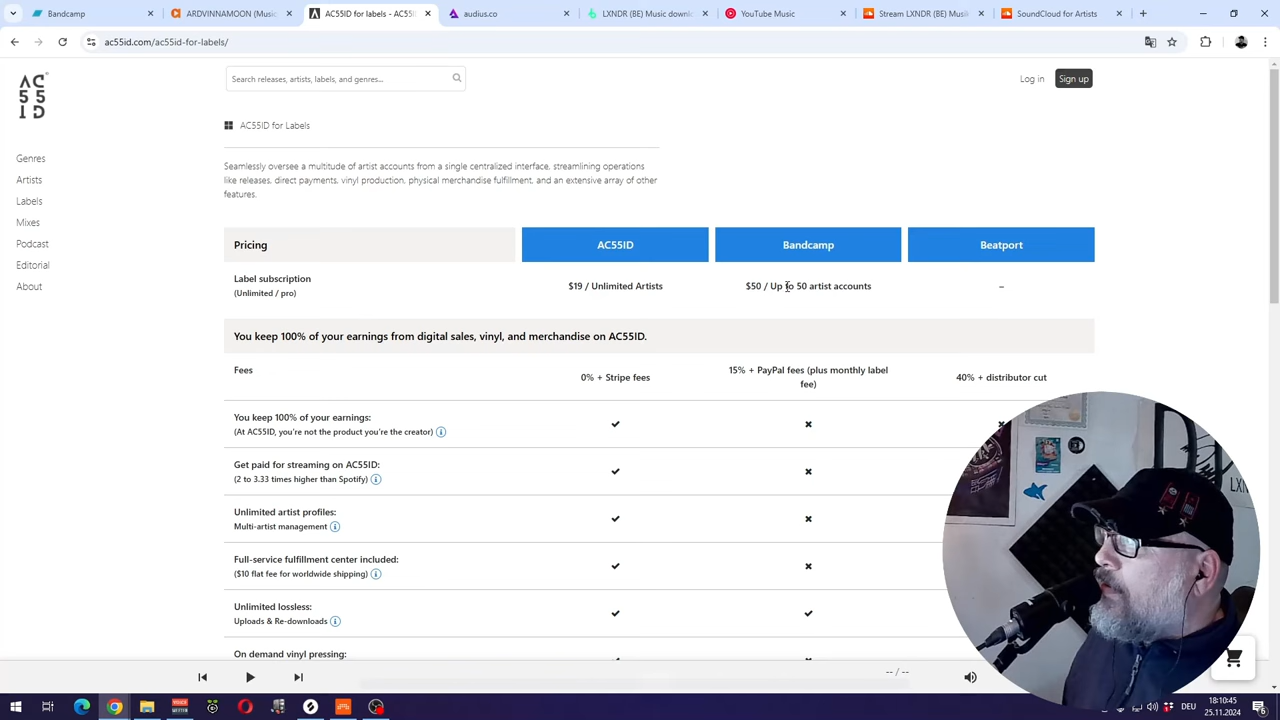 Bandcamp
ARDVINNAMOON (Music
AC55ID for labels - AC55I
audius.co
LXNDR (BE) Music downl
YouTube Music
Stream LXNDR (BE) Musik
SoundCloud for Artists
ac55id.com/ac55id-for-labels/
AC
55
ID
Search releases, artists, labels, and genres...
Log in
Sign up
AC55ID for Labels
Genres
Artists
Labels
Mixes
Podcast
Editorial
About
Seamlessly oversee a multitude of artist accounts from a single centralized interface, streamlining operations
like releases, direct payments, vinyl production, physical merchandise fulfillment, and an extensive array of other
features.
Pricing
AC55ID
Bandcamp
Beatport
Label subscription
(Unlimited / pro)
$19 / Unlimited Artists
$50 / Up to 50 artist accounts
–
You keep 100% of your earnings from digital sales, vinyl, and merchandise on AC55ID.
Fees
0% + Stripe fees
15% + PayPal fees (plus monthly label
fee)
40% + distributor cut
You keep 100% of your earnings:
(At AC55ID, you're not the product you're the creator)
Get paid for streaming on AC55ID:
(2 to 3.33 times higher than Spotify)
Unlimited artist profiles:
Multi-artist management
Full-service fulfillment center included:
($10 flat fee for worldwide shipping)
Unlimited lossless:
Uploads & Re-downloads
On demand vinyl pressing:
LXN
-- / --
DEU
18:10:45
25.11.2024
6